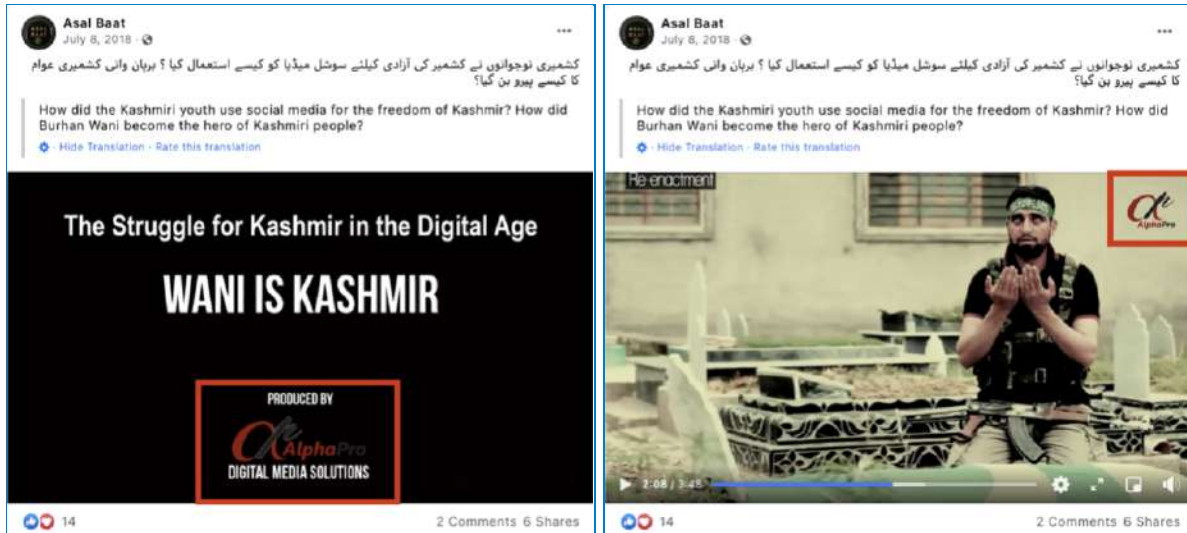 Asal Baat
July 8, 2018
کشمیری نوجوانوں نے کشمیر کی آزادی کیلئے سوشل میڈیا کو کیسے استعمال کیا ؟ برہان وانی کشمیری عوام
کا کیسے پیرو بن گیا؟
How did the Kashmiri youth use social media for the freedom of Kashmir? How did
Burhan Wani become the hero of Kashmiri people?
Hide Translation · Rate this translation
The Struggle for Kashmir in the Digital Age
WANI IS KASHMIR
PRODUCED BY
AlphaPro
DIGITAL MEDIA SOLUTIONS
14
2 Comments 6 Shares
Asal Baat
July 8, 2018
کشمیری نوجوانوں نے کشمیر کی آزادی کیلئے سوشل میڈیا کو کیسے استعمال کیا ؟ برہان وانی کشمیری عوام
کا کیسے پیرو بن گیا؟
How did the Kashmiri youth use social media for the freedom of Kashmir? How did
Burhan Wani become the hero of Kashmiri people?
Hide Translation · Rate this translation
Re enactment
AlphaPro
2:08 / 3:48
14
2 Comments 6 Shares